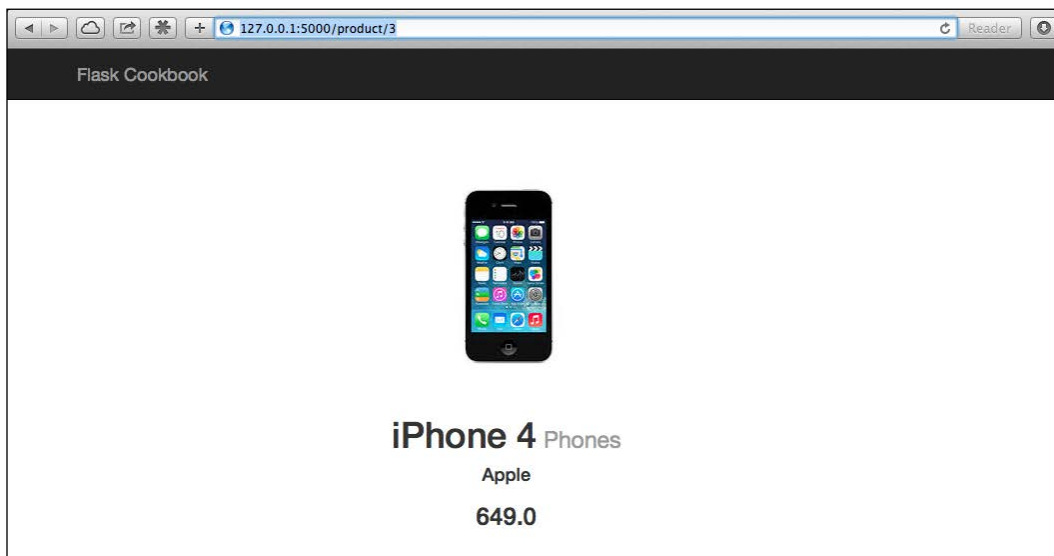 127.0.0.1:5000/product/3
Reader
Flask Cookbook
iPhone 4 Phones
Apple
649.0